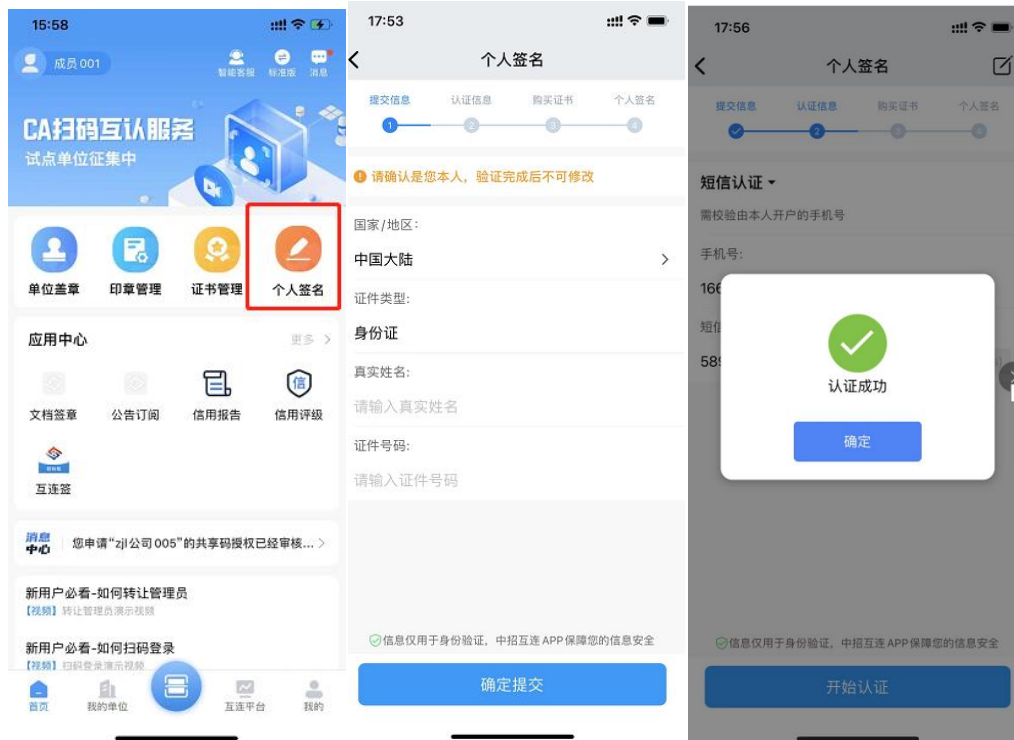 15:58
成员 001
智能客服 标准版 消息
CA扫码互认服务
试点单位征集中
单位盖章 印章管理 证书管理 个人签名
应用中心 更多 >
信
文档签章 公告订阅 信用报告 信用评级
互连签
消息中心 您申请“zjl公司005”的共享码授权已经审核... >
新用户必看-如何转让管理员
【视频】转让管理员演示视频
新用户必看-如何扫码登录
【视频】扫码登录演示视频
首页 我的单位 互连平台 我的
17:53
个人签名
提交信息 认证信息 购买证书 个人签名
1 2 3 4
请确认是您本人，验证完成后不可修改
国家/地区:
中国大陆 >
证件类型:
身份证
真实姓名:
请输入真实姓名
证件号码:
请输入证件号码
信息仅用于身份验证，中招互连APP保障您的信息安全
确定提交
17:56
个人签名
提交信息 认证信息 购买证书 个人签名
2 3 4
短信认证
需校验由本人开户的手机号
手机号:
166
短信
589
认证成功
确定
信息仅用于身份验证，中招互连APP保障您的信息安全
开始认证